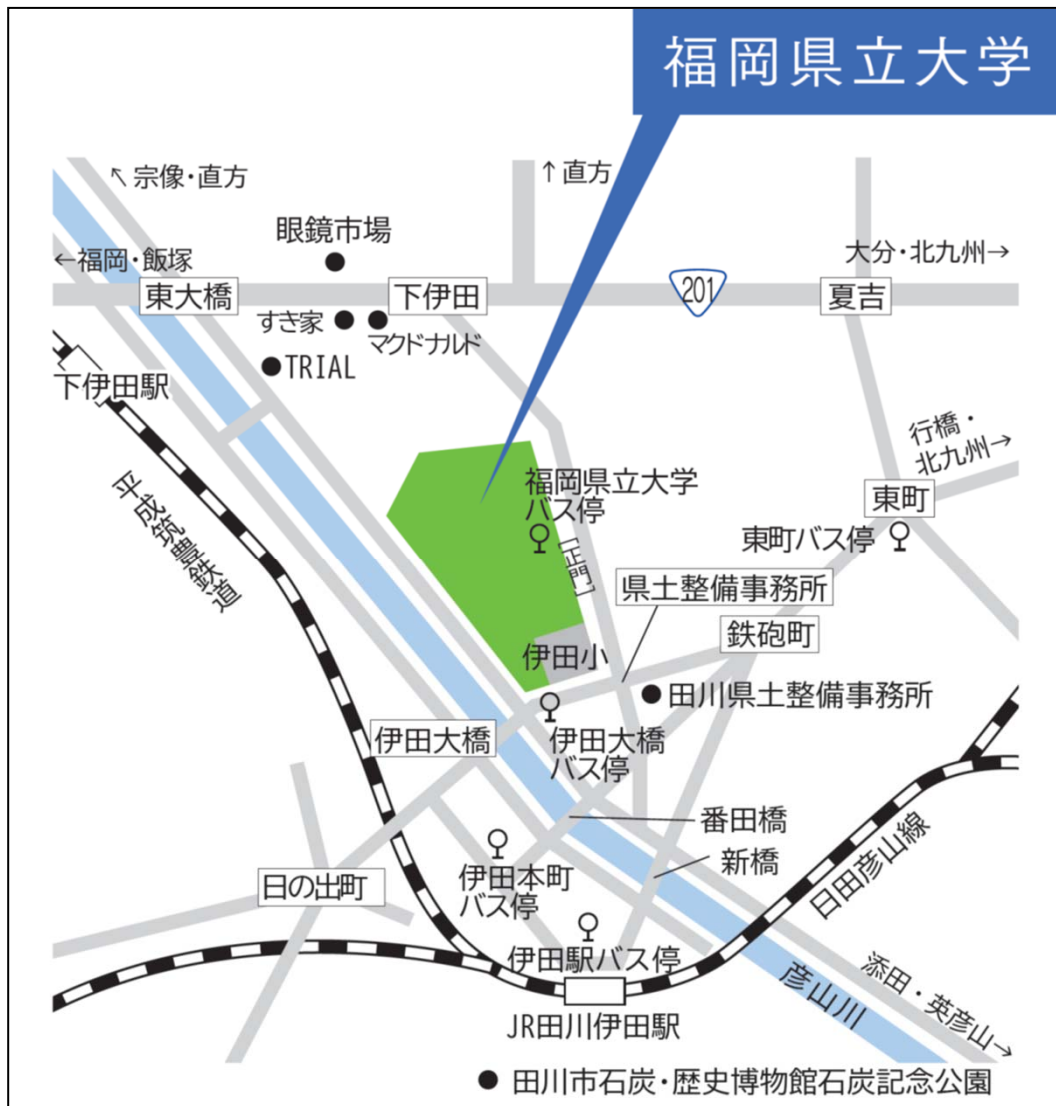 福岡県立大学
↖宗像・直方
↑直方
眼鏡市場
←福岡・飯塚
大分・北九州→
東大橋
下伊田
201
夏吉
すき家
マクドナルド
TRIAL
下伊田駅
行橋・
北九州→
福岡県立大学
バス停
東町
平成筑豊鉄道
[正門]
東町バス停
県土整備事務所
鉄砲町
伊田小
田川県土整備事務所
伊田大橋
伊田大橋
バス停
番田橋
新橋
日田彦山線
伊田本町
バス停
日の出町
伊田駅バス停
彦山川
添田・英彦山→
JR田川伊田駅
田川市石炭・歴史博物館石炭記念公園